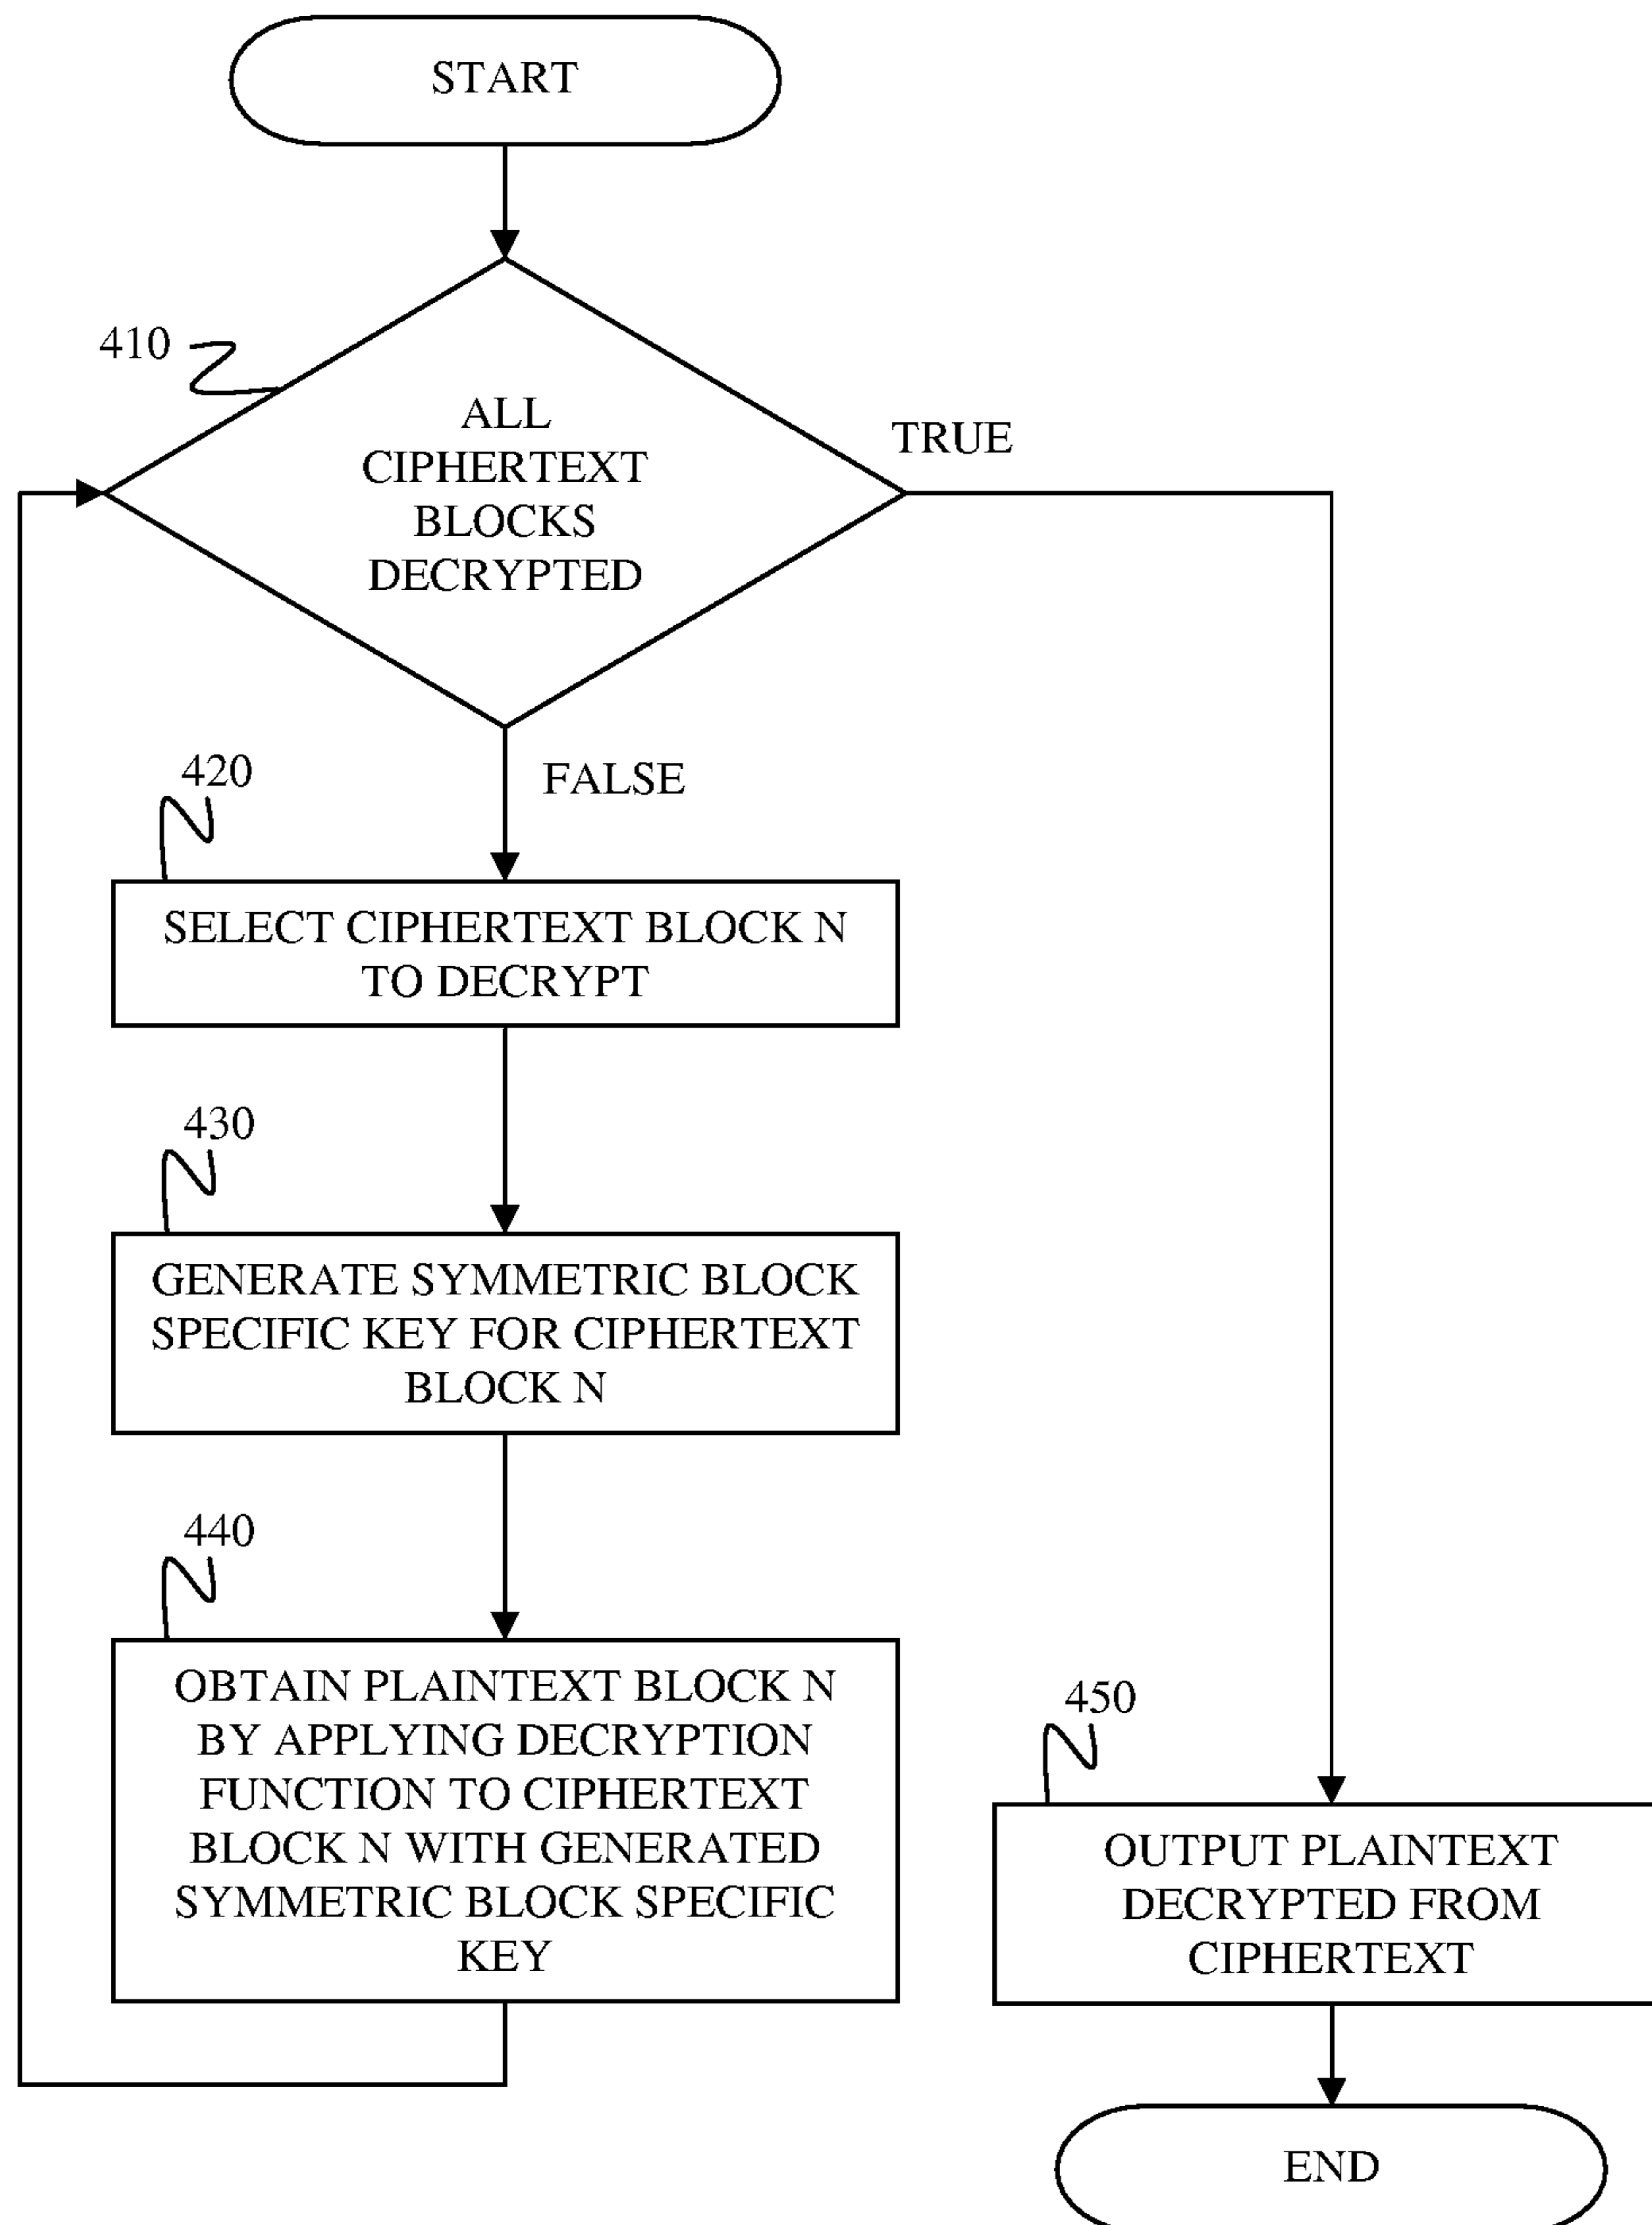 START
410
ALL
CIPHERTEXT
BLOCKS
DECRYPTED
TRUE
FALSE
420
SELECT CIPHERTEXT BLOCK N
TO DECRYPT
430
GENERATE SYMMETRIC BLOCK
SPECIFIC KEY FOR CIPHERTEXT
BLOCK N
440
OBTAIN PLAINTEXT BLOCK N
BY APPLYING DECRYPTION
FUNCTION TO CIPHERTEXT
BLOCK N WITH GENERATED
SYMMETRIC BLOCK SPECIFIC
KEY
450
OUTPUT PLAINTEXT
DECRYPTED FROM
CIPHERTEXT
END